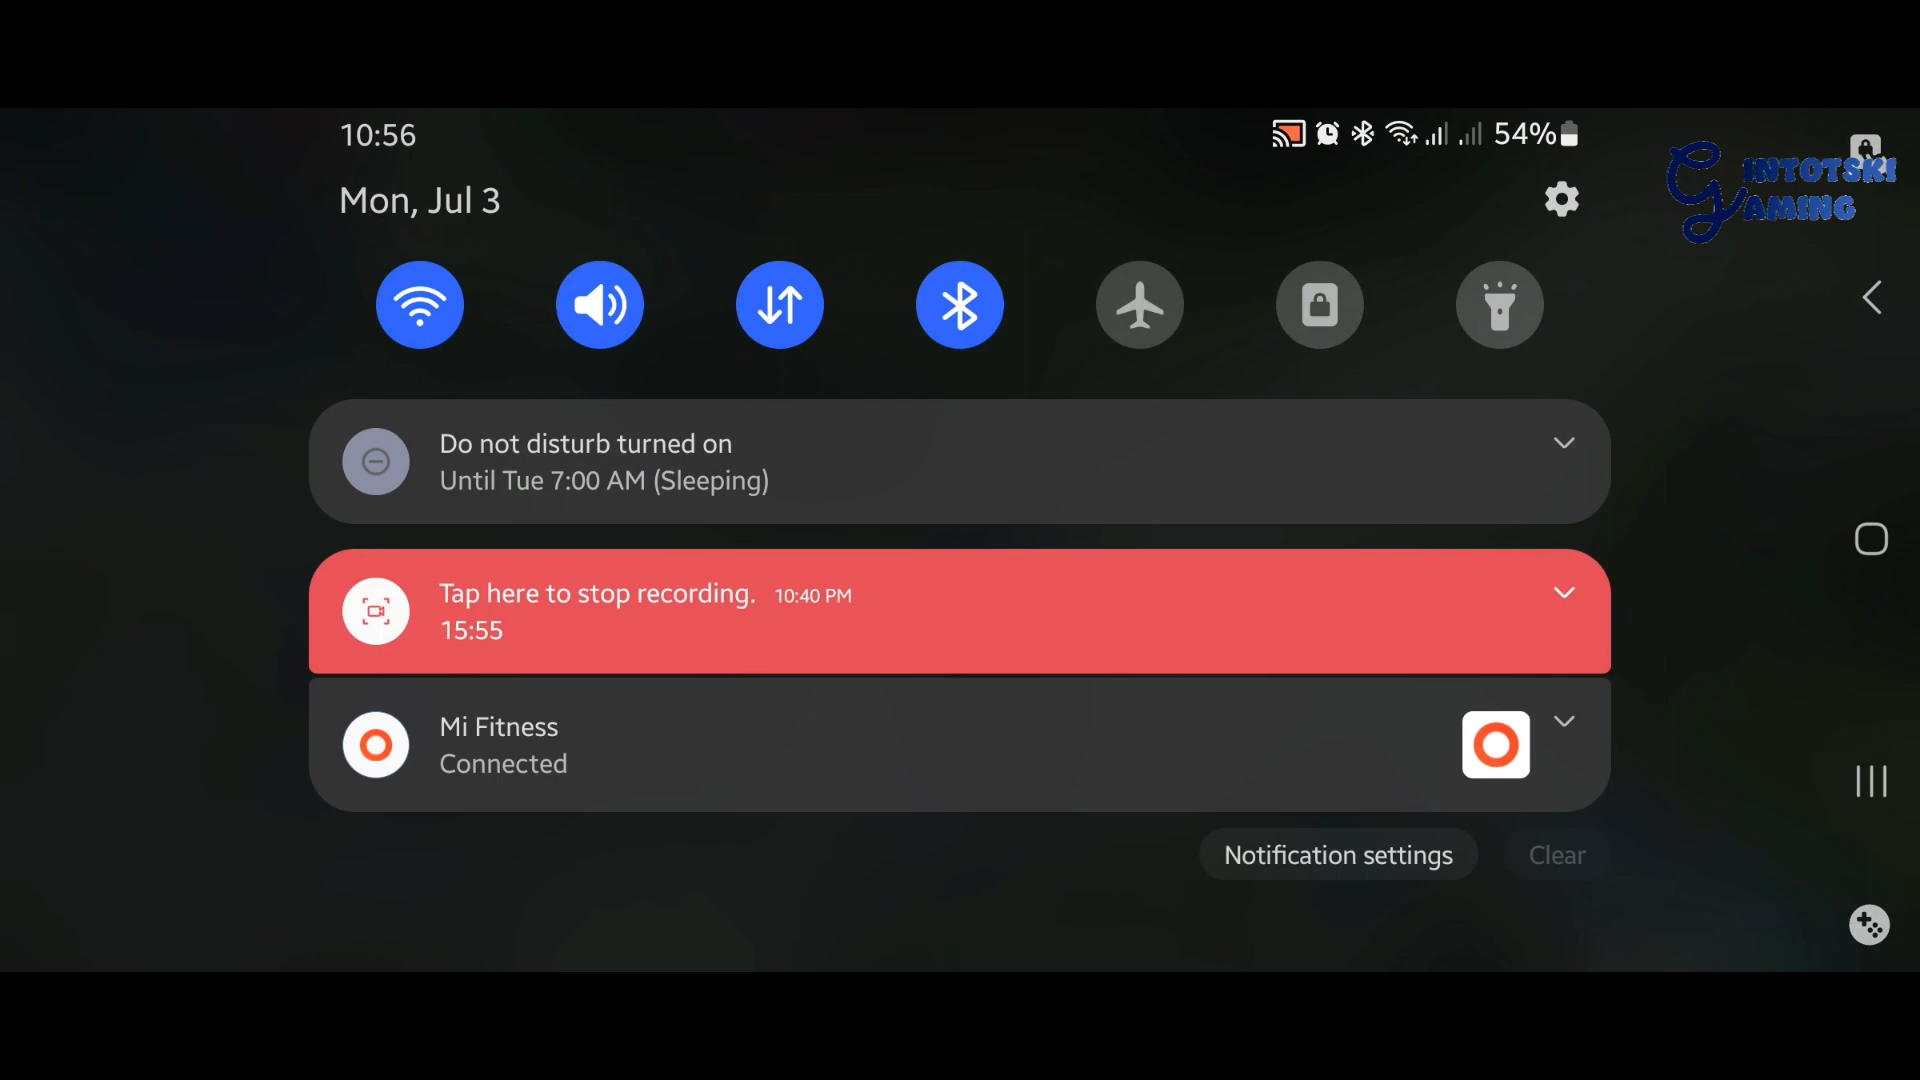 10:56
54%
Mon, Jul 3
GINTOTSKI
GAMING
Do not disturb turned on
Until Tue 7:00 AM (Sleeping)
Tap here to stop recording. 10:40 PM
15:55
Mi Fitness
Connected
Notification settings
Clear